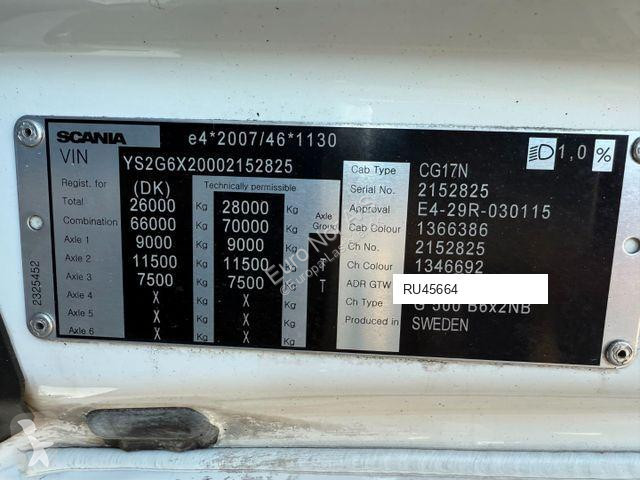 SCANIA e4*2007/46*1130
VIN YS2G6X20002152825
1,0 %
Regist. for (DK) Technically permissible
Total 26000 Kg 28000 Kg Axle Group
Combination 66000 Kg 70000 Kg
Axle 1 9000 Kg 9000 Kg
Axle 2 11500 Kg 11500 Kg
Axle 3 7500 Kg 7500 Kg T
Axle 4 X Kg X Kg
Axle 5 X Kg X Kg
Axle 6 X Kg X Kg
Cab Type CG17N
Serial No. 2152825
Approval E4-29R-030115
Cab Colour 1366386
Ch No. 2152825
Ch Colour 1346692
ADR GTW
RU45664
Ch Type G 500 B6x2NB
Produced in SWEDEN
2325452